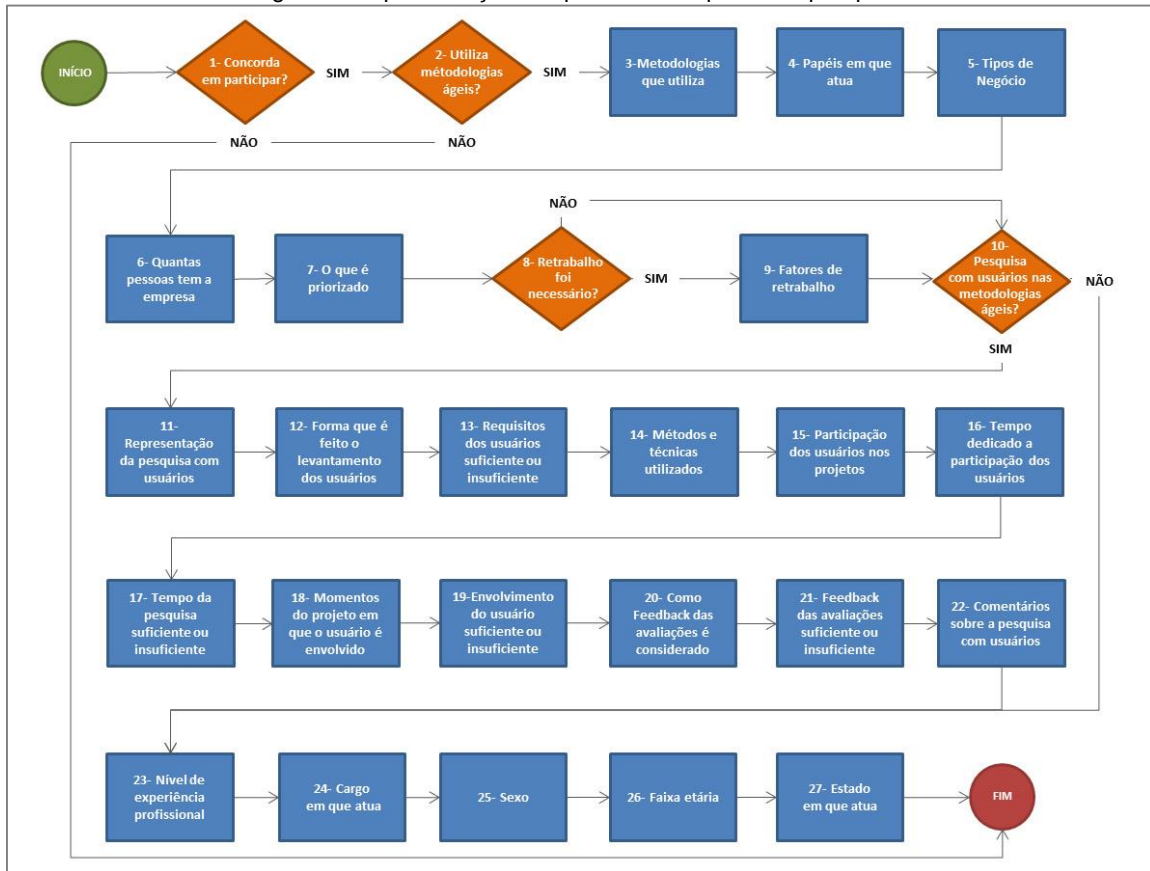 INÍCIO
1- Concorda
em participar?
SIM
2- Utiliza
métodologias
ágeis?
SIM
3-Metodologias
que utiliza
4- Papéis em que
atua
5- Tipos de
Negócio
NÃO
NÃO
6- Quantas
pessoas tem a
empresa
7- O que é
priorizado
NÃO
8- Retrabalho
foi
necessário?
SIM
9- Fatores de
retrabalho
10-
Pesquisa
com usuários nas
metodologias
ágeis?
NÃO
SIM
11-
Representação
da pesquisa com
usuários
12- Forma que é
feito o
levantamento
dos usuários
13- Requisitos
dos usuários
suficiente ou
insuficiente
14- Métodos e
técnicas
utilizados
15- Participação
dos usuários nos
projetos
16- Tempo
dedicado a
participação dos
usuários
17- Tempo da
pesquisa
suficiente ou
insuficiente
18- Momentos
do projeto em
que o usuário é
envolvido
19-Envolvimento
do usuário
suficiente ou
insuficiente
20- Como
Feedback das
avaliações é
considerado
21- Feedback
das avaliações
suficiente ou
insuficiente
22- Comentários
sobre a pesquisa
com usuários
23- Nível de
experiência
profissional
24- Cargo
em que atua
25- Sexo
26- Faixa etária
27- Estado
em que atua
FIM